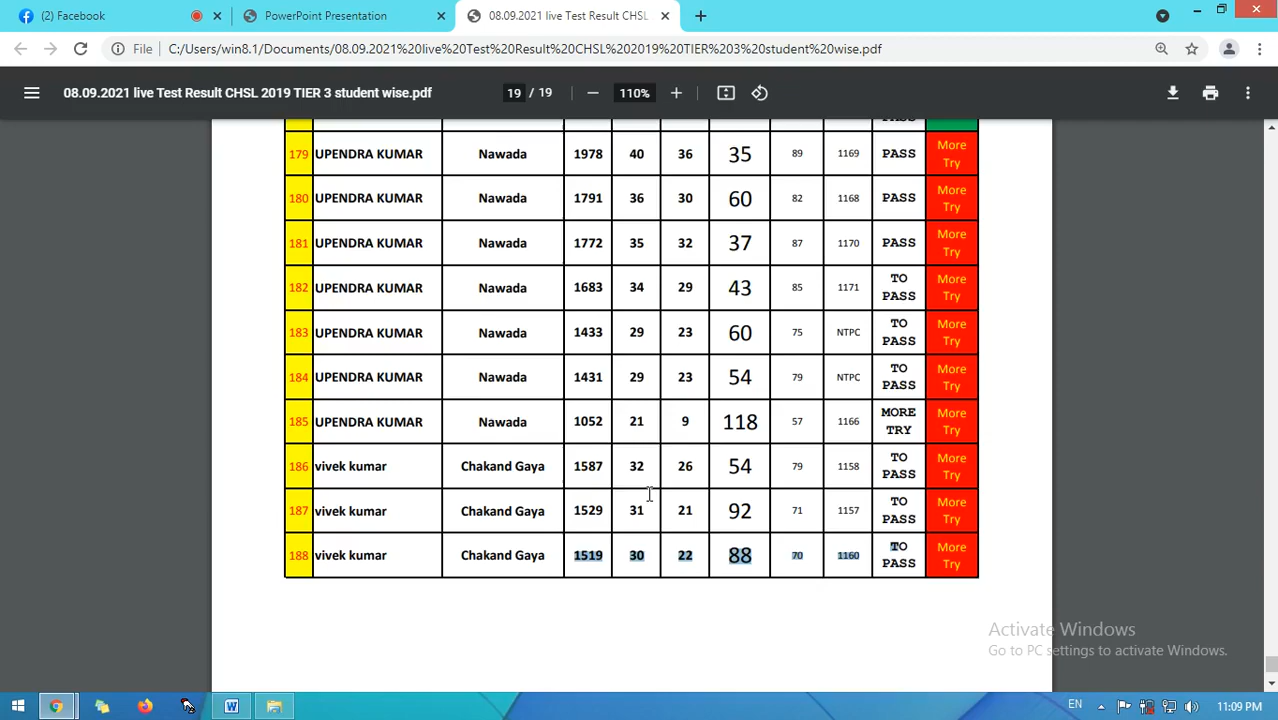 (2) Facebook
PowerPoint Presentation
08.09.2021 live Test Result CHSL
File C:/Users/win8.1/Documents/08.09.2021%20live%20Test%20Result%20CHSL%202019%20TIER%203%20student%20wise.pdf
08.09.2021 live Test Result CHSL 2019 TIER 3 student wise.pdf
19 / 19
110%
PASS
179 UPENDRA KUMAR Nawada 1978 40 36 35 89 1169 PASS More Try
180 UPENDRA KUMAR Nawada 1791 36 30 60 82 1168 PASS More Try
181 UPENDRA KUMAR Nawada 1772 35 32 37 87 1170 PASS More Try
182 UPENDRA KUMAR Nawada 1683 34 29 43 85 1171 TO PASS More Try
183 UPENDRA KUMAR Nawada 1433 29 23 60 75 NTPC TO PASS More Try
184 UPENDRA KUMAR Nawada 1431 29 23 54 79 NTPC TO PASS More Try
185 UPENDRA KUMAR Nawada 1052 21 9 118 57 1166 MORE TRY More Try
186 vivek kumar Chakand Gaya 1587 32 26 54 79 1158 TO PASS More Try
187 vivek kumar Chakand Gaya 1529 31 21 92 71 1157 TO PASS More Try
188 vivek kumar Chakand Gaya 1519 30 22 88 70 1160 TO PASS More Try
Activate Windows
Go to PC settings to activate Windows.
EN
11:09 PM